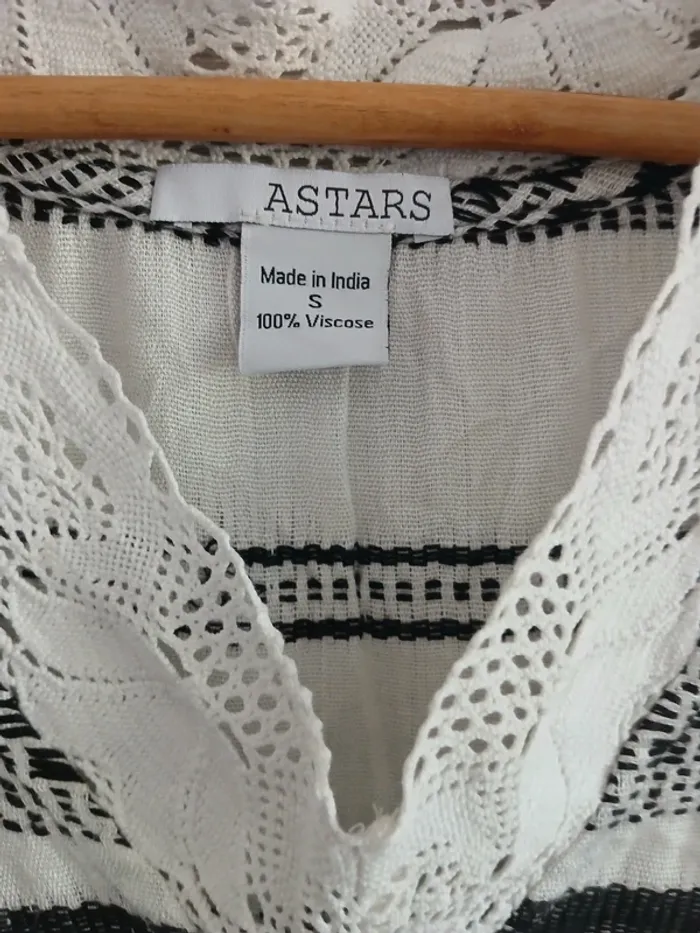 ASTARS
Made in India
S
100% Viscose